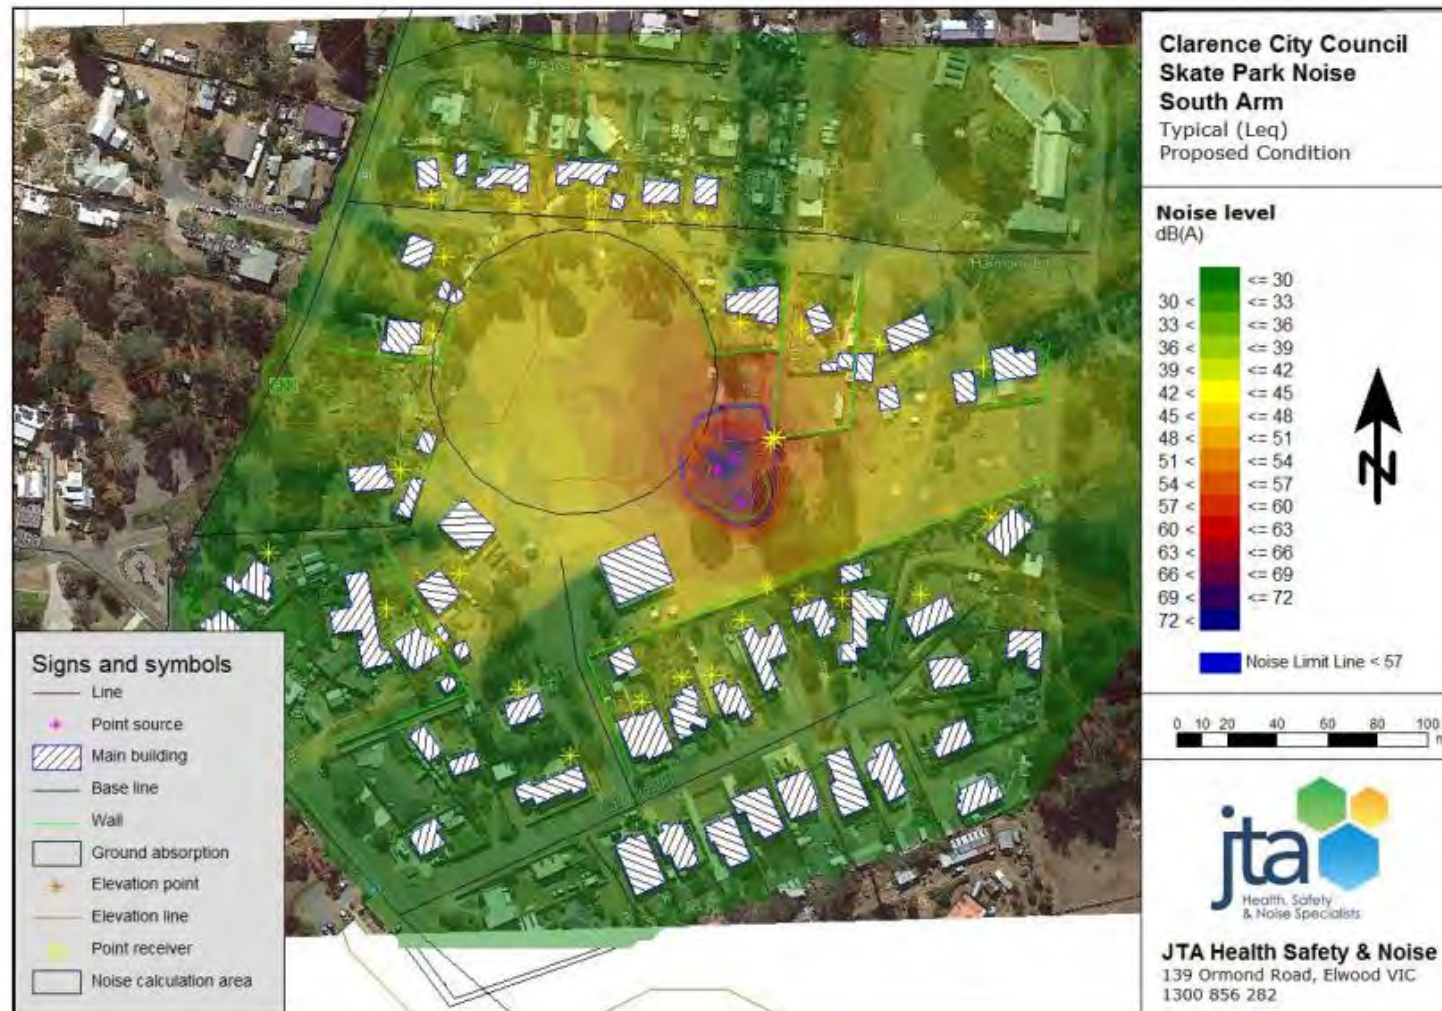 Clarence City Council
Skate Park Noise
South Arm
Typical (Leq)
Proposed Condition
Noise level
dB(A)
<= 30
30 < <= 33
33 < <= 36
36 < <= 39
39 < <= 42
42 < <= 45
45 < <= 48
48 < <= 51
51 < <= 54
54 < <= 57
57 < <= 60
60 < <= 63
63 < <= 66
66 < <= 69
69 < <= 72
72 <
Noise Limit Line < 57
N
0 10 20 40 60 80 100
m
jta
Health, Safety
& Noise Specialists
JTA Health Safety & Noise
139 Ormond Road, Elwood VIC
1300 856 282
Signs and symbols
Line
Point source
Main building
Base line
Wall
Ground absorption
Elevation point
Elevation line
Point receiver
Noise calculation area